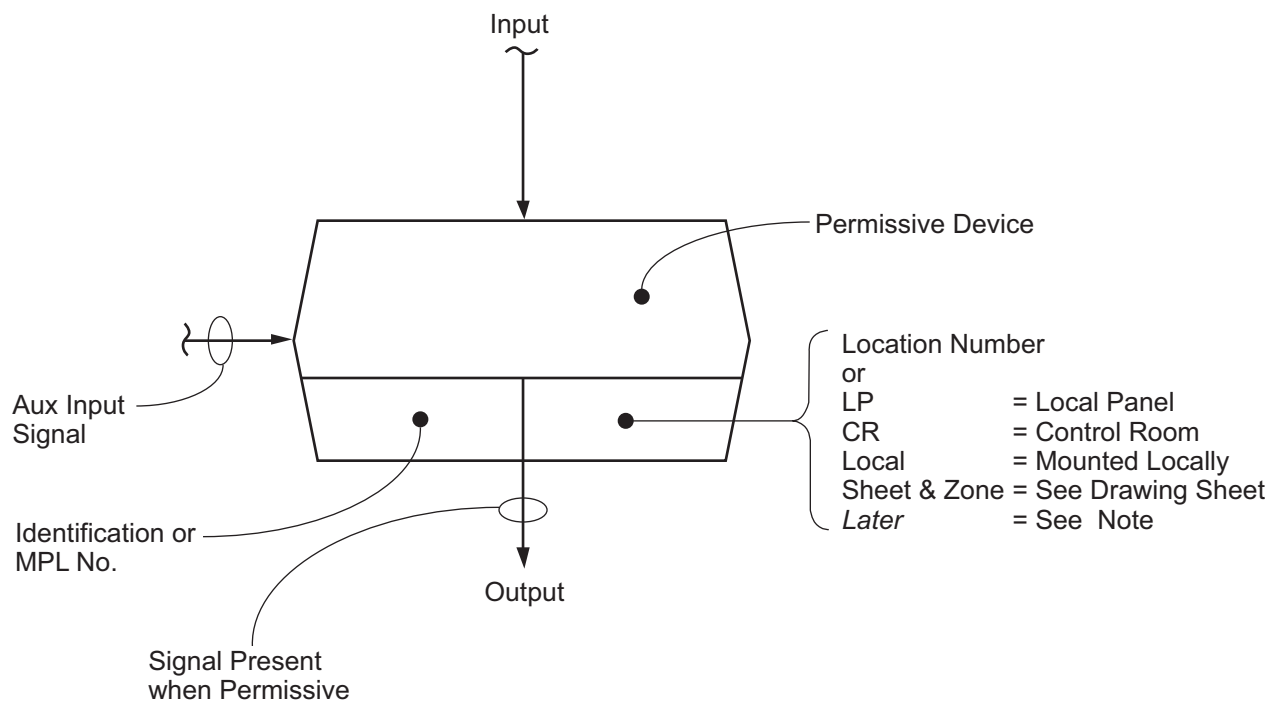 Input
Permissive Device
Aux Input
Signal
Location Number
or
LP = Local Panel
CR = Control Room
Local = Mounted Locally
Sheet & Zone = See Drawing Sheet
Later = See Note
Identification or
MPL No.
Output
Signal Present
when Permissive